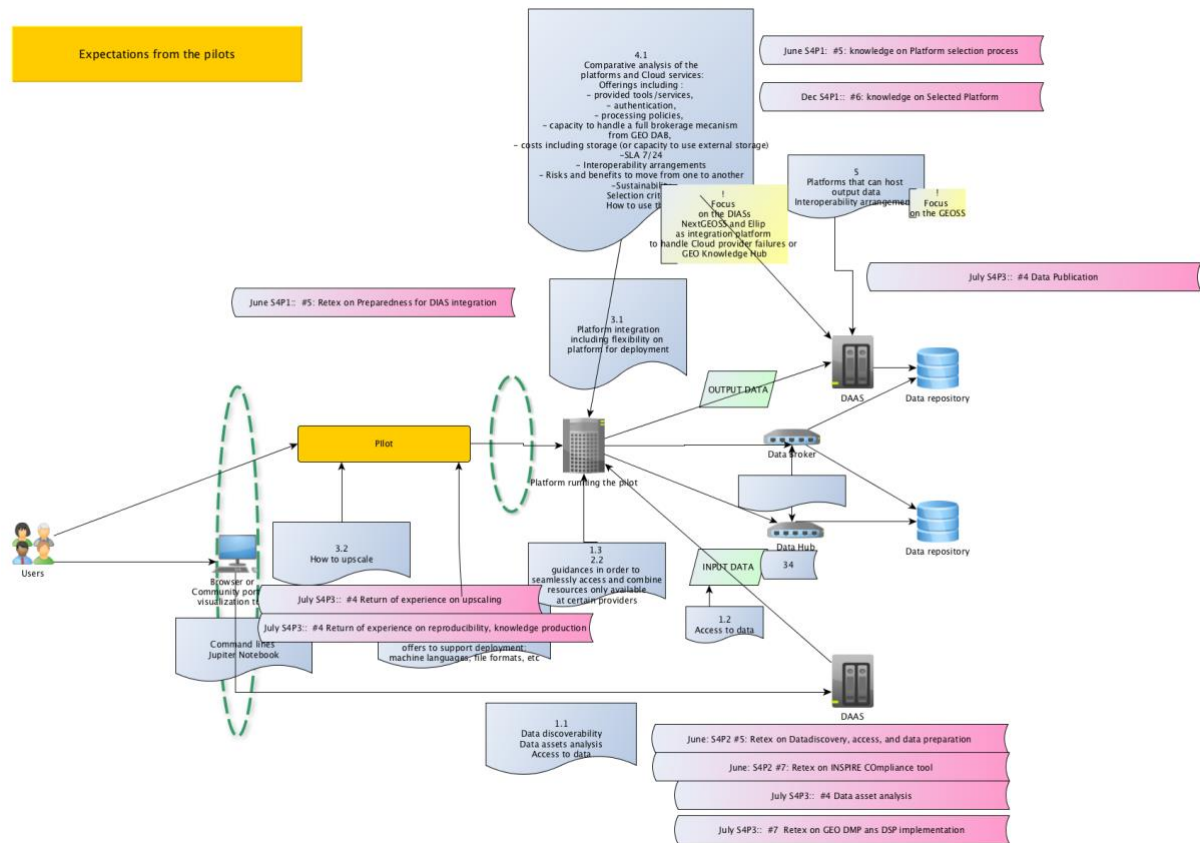 Expectations from the pilots
4.1
Comparative analysis of the
platforms and Cloud services:
Offerings including :
- provided tools/services,
- authentication,
- processing policies,
- capacity to handle a full brokerage mecanism
from GEO DAB,
- costs including storage (or capacity to use external storage)
-SLA 7/24
- Interoperability arrangements
- Risks and benefits to move from one to another
-Sustainabili
Selection crit
How to use t
June S4P1: #5: knowledge on Platform selection process
Dec S4P1:: #6: knowledge on Selected Platform
5
Platforms that can host
output data
Interoperability arrangeme
!
Focus
on the GEOSS
!
Focus
on the DIASs
NextGEOSS and Ellip
as integration platform
to handle Cloud provider failures or
GEO Knowledge Hub
July S4P3:: #4 Data Publication
June S4P1:: #5: Retex on Preparedness for DIAS integration
3.1
Platform integration
including flexibility on
platform for deployment
OUTPUT DATA
DAAS
Data repository
Pilot
Data Broker
Platform running the pilot
Users
3.2
How to upscale
1.3
2.2
guidances in order to
seamlessly access and combine
resources only available
at certain providers
Data Hub
Data repository
INPUT DATA
34
Browser or
Community por
visualization t
July S4P3:: #4 Return of experience on upscaling
July S4P3:: #4 Return of experience on reproducibility, knowledge production
1.2
Access to data
Command lines
Jupiter Notebook
offers to support deployment:
machine languages, file formats, etc
DAAS
1.1
Data discoverability
Data assets analysis
Access to data
June: S4P2 #5: Retex on Datadiscovery, access, and data preparation
June: S4P2 #7: Retex on INSPIRE COmpliance tool
July S4P3:: #4 Data asset analysis
July S4P3:: #7 Retex on GEO DMP ans DSP implementation